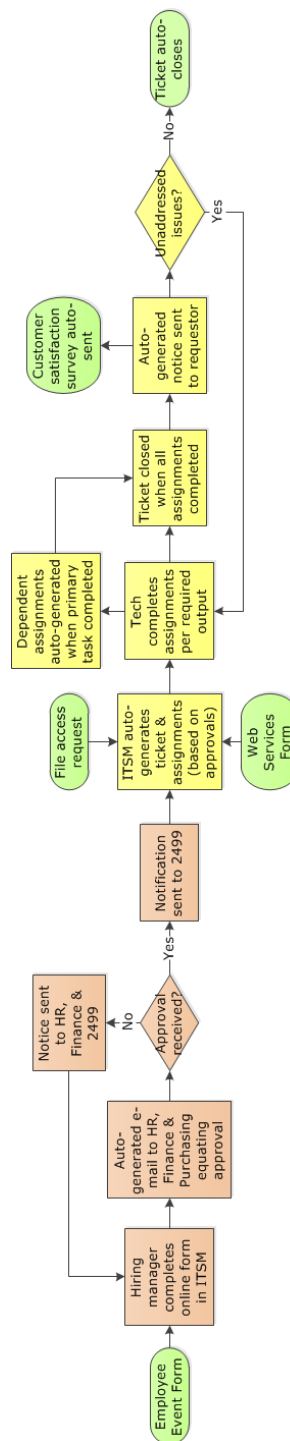 Employee
Event Form
Hiring
manager
completes
online form
in ITSM
Notice sent
to HR,
Finance &
2499
Auto-
generated e-
mail to HR,
Finance &
Purchasing
equating
approval
No
Approval
received?
Yes
Notification
sent to 2499
File access
request
ITSM auto-
generates
ticket &
assignments
(based on
approvals)
Web
Services
Form
Dependent
assignments
auto-generated
when primary
task completed
Tech
completes
assignments
per required
output
Ticket closed
when all
assignments
completed
Customer
satisfaction
survey auto-
sent
Auto-
generated
notice sent
to requestor
Unaddressed
issues?
Yes
No
Ticket auto-
closes